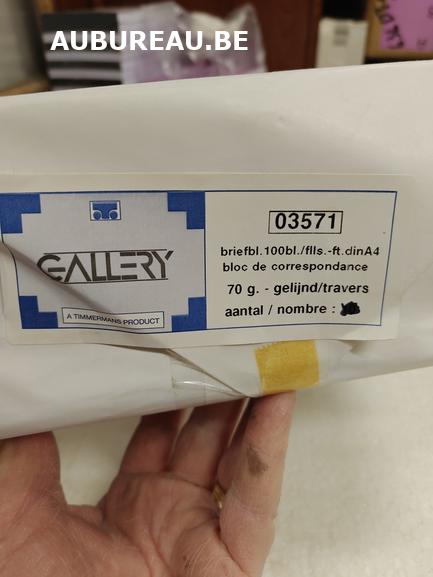 AUBUREAU.BE
GALLERY
A TIMMERMANS PRODUCT
03571
briefbl.100bl./flls.-ft.dinA4
bloc de correspondance
70 g. - gelijnd/travers
aantal / nombre :